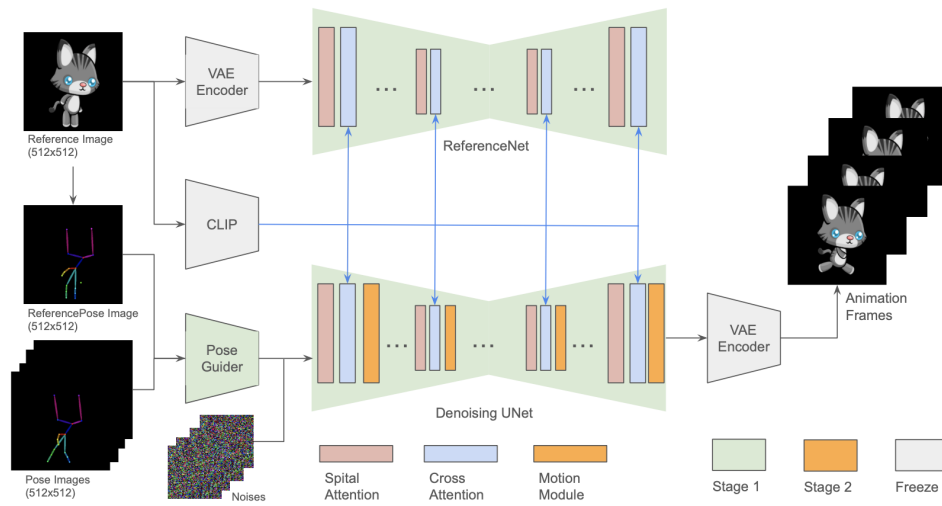 VAE
Encoder
Reference Image
(512x512)
ReferenceNet
CLIP
ReferencePose Image
(512x512)
Pose
Guider
VAE
Encoder
Animation
Frames
Denoising UNet
Pose Images
(512x512)
Noises
Spital
Attention
Cross
Attention
Motion
Module
Stage 1
Stage 2
Freeze